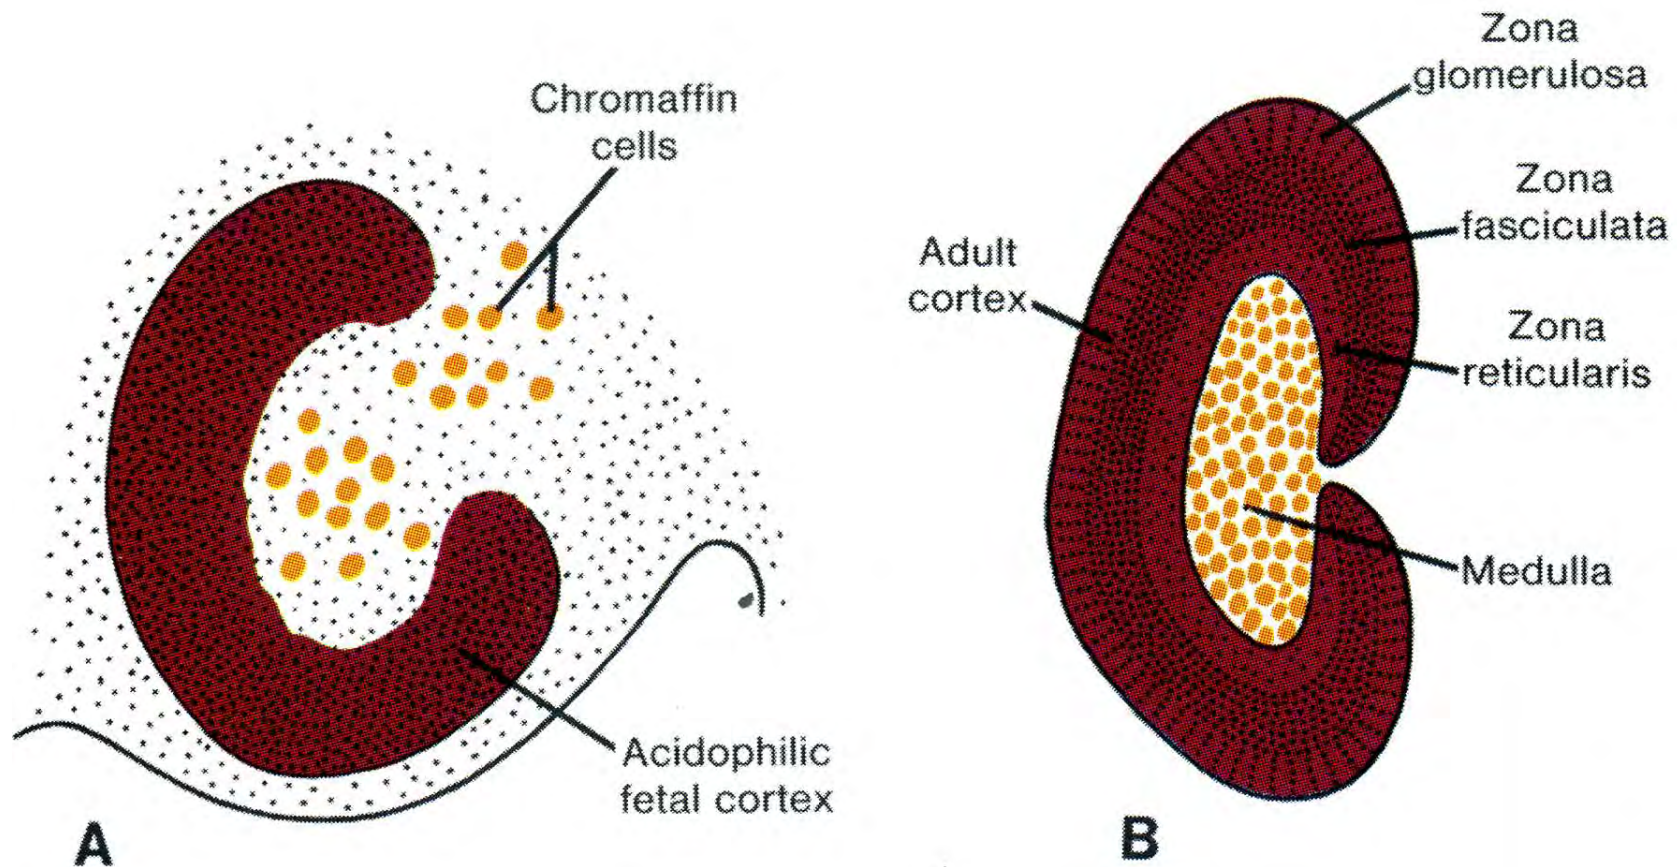 Chromaffin
cells
Acidophilic
fetal cortex
A
Zona
glomerulosa
Zona
fasciculata
Adult
cortex
Zona
reticularis
Medulla
B